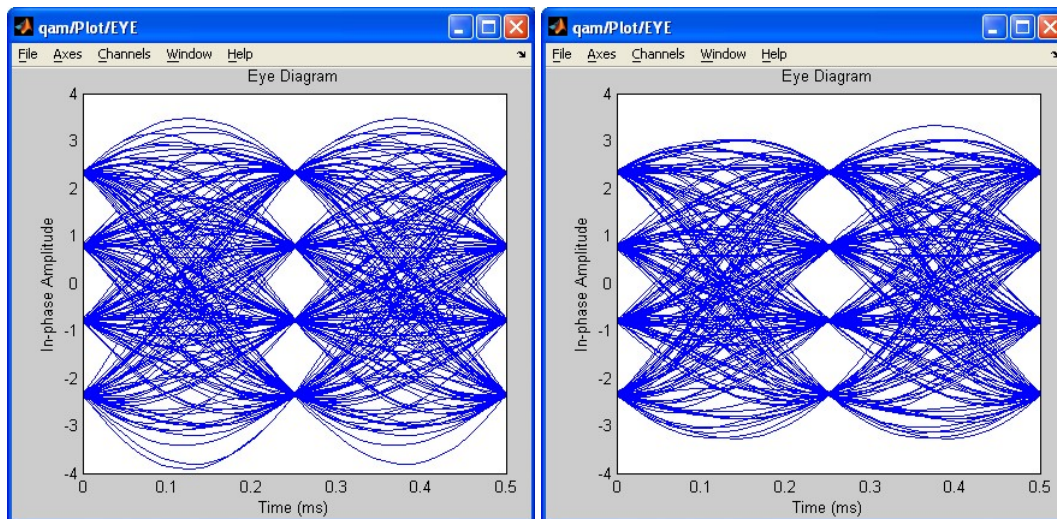 qam/Plot/EYE
File Axes Channels Window Help
Eye Diagram
In-phase Amplitude
4
3
2
1
0
-1
-2
-3
-4
0 0.1 0.2 0.3 0.4 0.5
Time (ms)
qam/Plot/EYE
File Axes Channels Window Help
Eye Diagram
In-phase Amplitude
4
3
2
1
0
-1
-2
-3
-4
0 0.1 0.2 0.3 0.4 0.5
Time (ms)